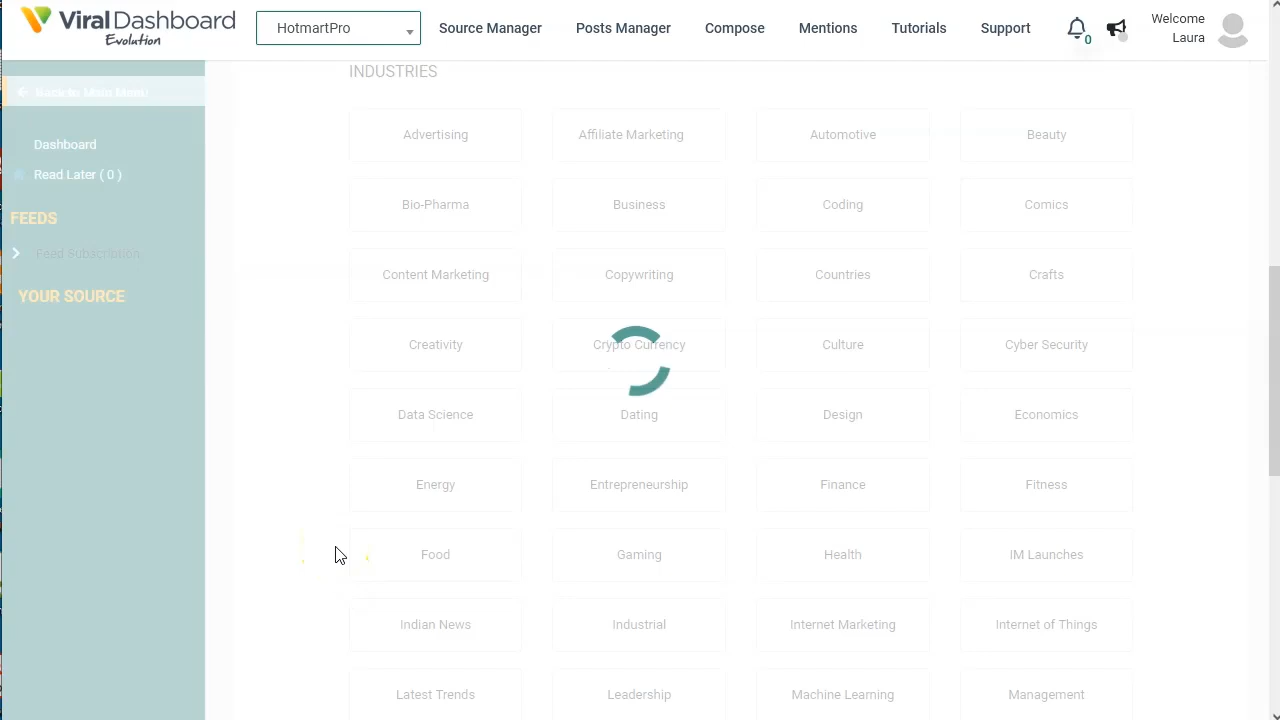 ViralDashboard
Evolution
HotmartPro
Source Manager
Posts Manager
Compose
Mentions
Tutorials
Support
0
Welcome
Laura
Back to Main Menu
Dashboard
Read Later ( 0 )
FEEDS
Feed Subscription
YOUR SOURCE
INDUSTRIES
Advertising
Affiliate Marketing
Automotive
Beauty
Bio-Pharma
Business
Coding
Comics
Content Marketing
Copywriting
Countries
Crafts
Creativity
Crypto Currency
Culture
Cyber Security
Data Science
Dating
Design
Economics
Energy
Entrepreneurship
Finance
Fitness
Food
Gaming
Health
IM Launches
Indian News
Industrial
Internet Marketing
Internet of Things
Latest Trends
Leadership
Machine Learning
Management